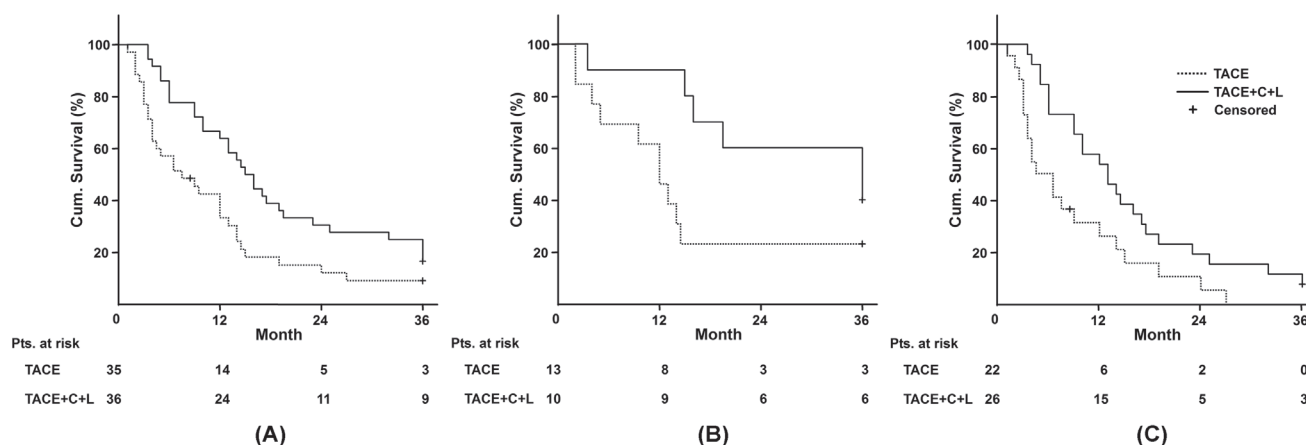 Cum. Survival (%)
100
80
60
40
20
0 12 24 36
Month
Pts. at risk
TACE 35 14 5 3
TACE+C+L 36 24 11 9
(A)
Cum. Survival (%)
100
80
60
40
20
0 12 24 36
Month
Pts. at risk
TACE 13 8 3 3
TACE+C+L 10 9 6 6
(B)
Cum. Survival (%)
100
80
60
40
20
0 12 24 36
Month
TACE
TACE+C+L
+ Censored
Pts. at risk
TACE 22 6 2 0
TACE+C+L 26 15 5 3
(C)